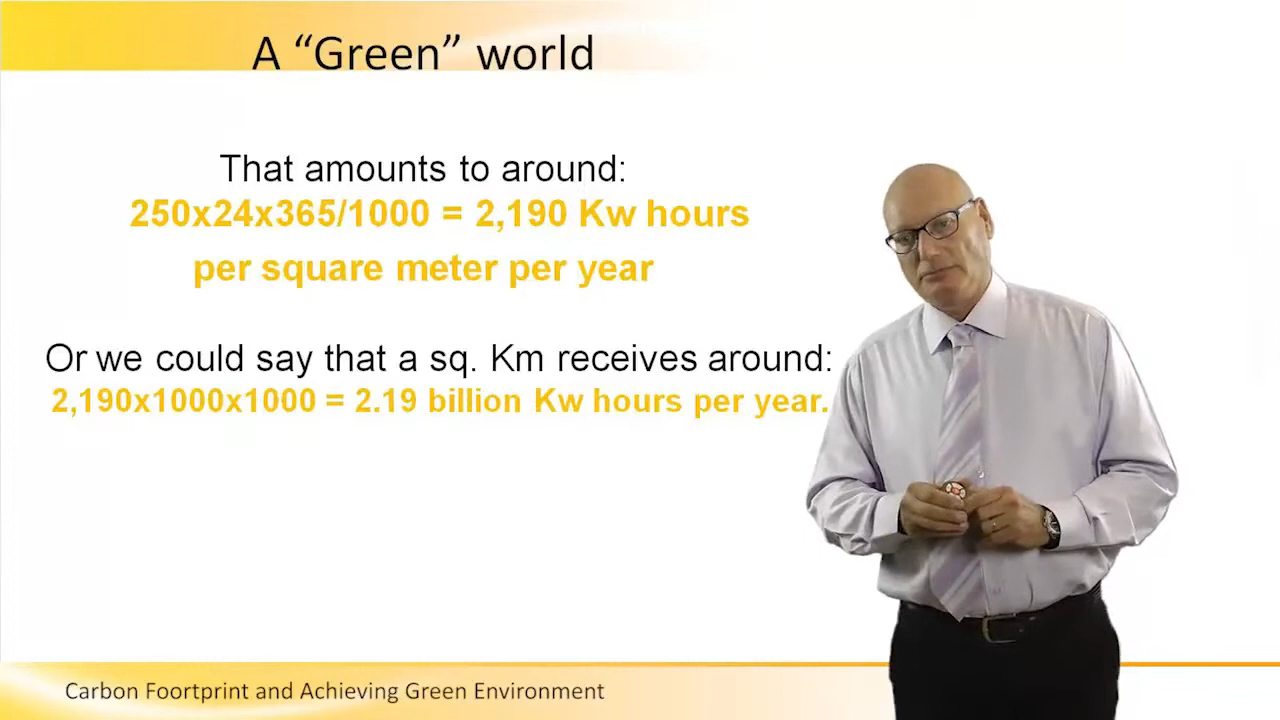 A “Green” world
That amounts to around:
250x24x365/1000 = 2,190 Kw hours
per square meter per year
Or we could say that a sq. Km receives around:
2,190x1000x1000 = 2.19 billion Kw hours per year.
Carbon Foortprint and Achieving Green Environment